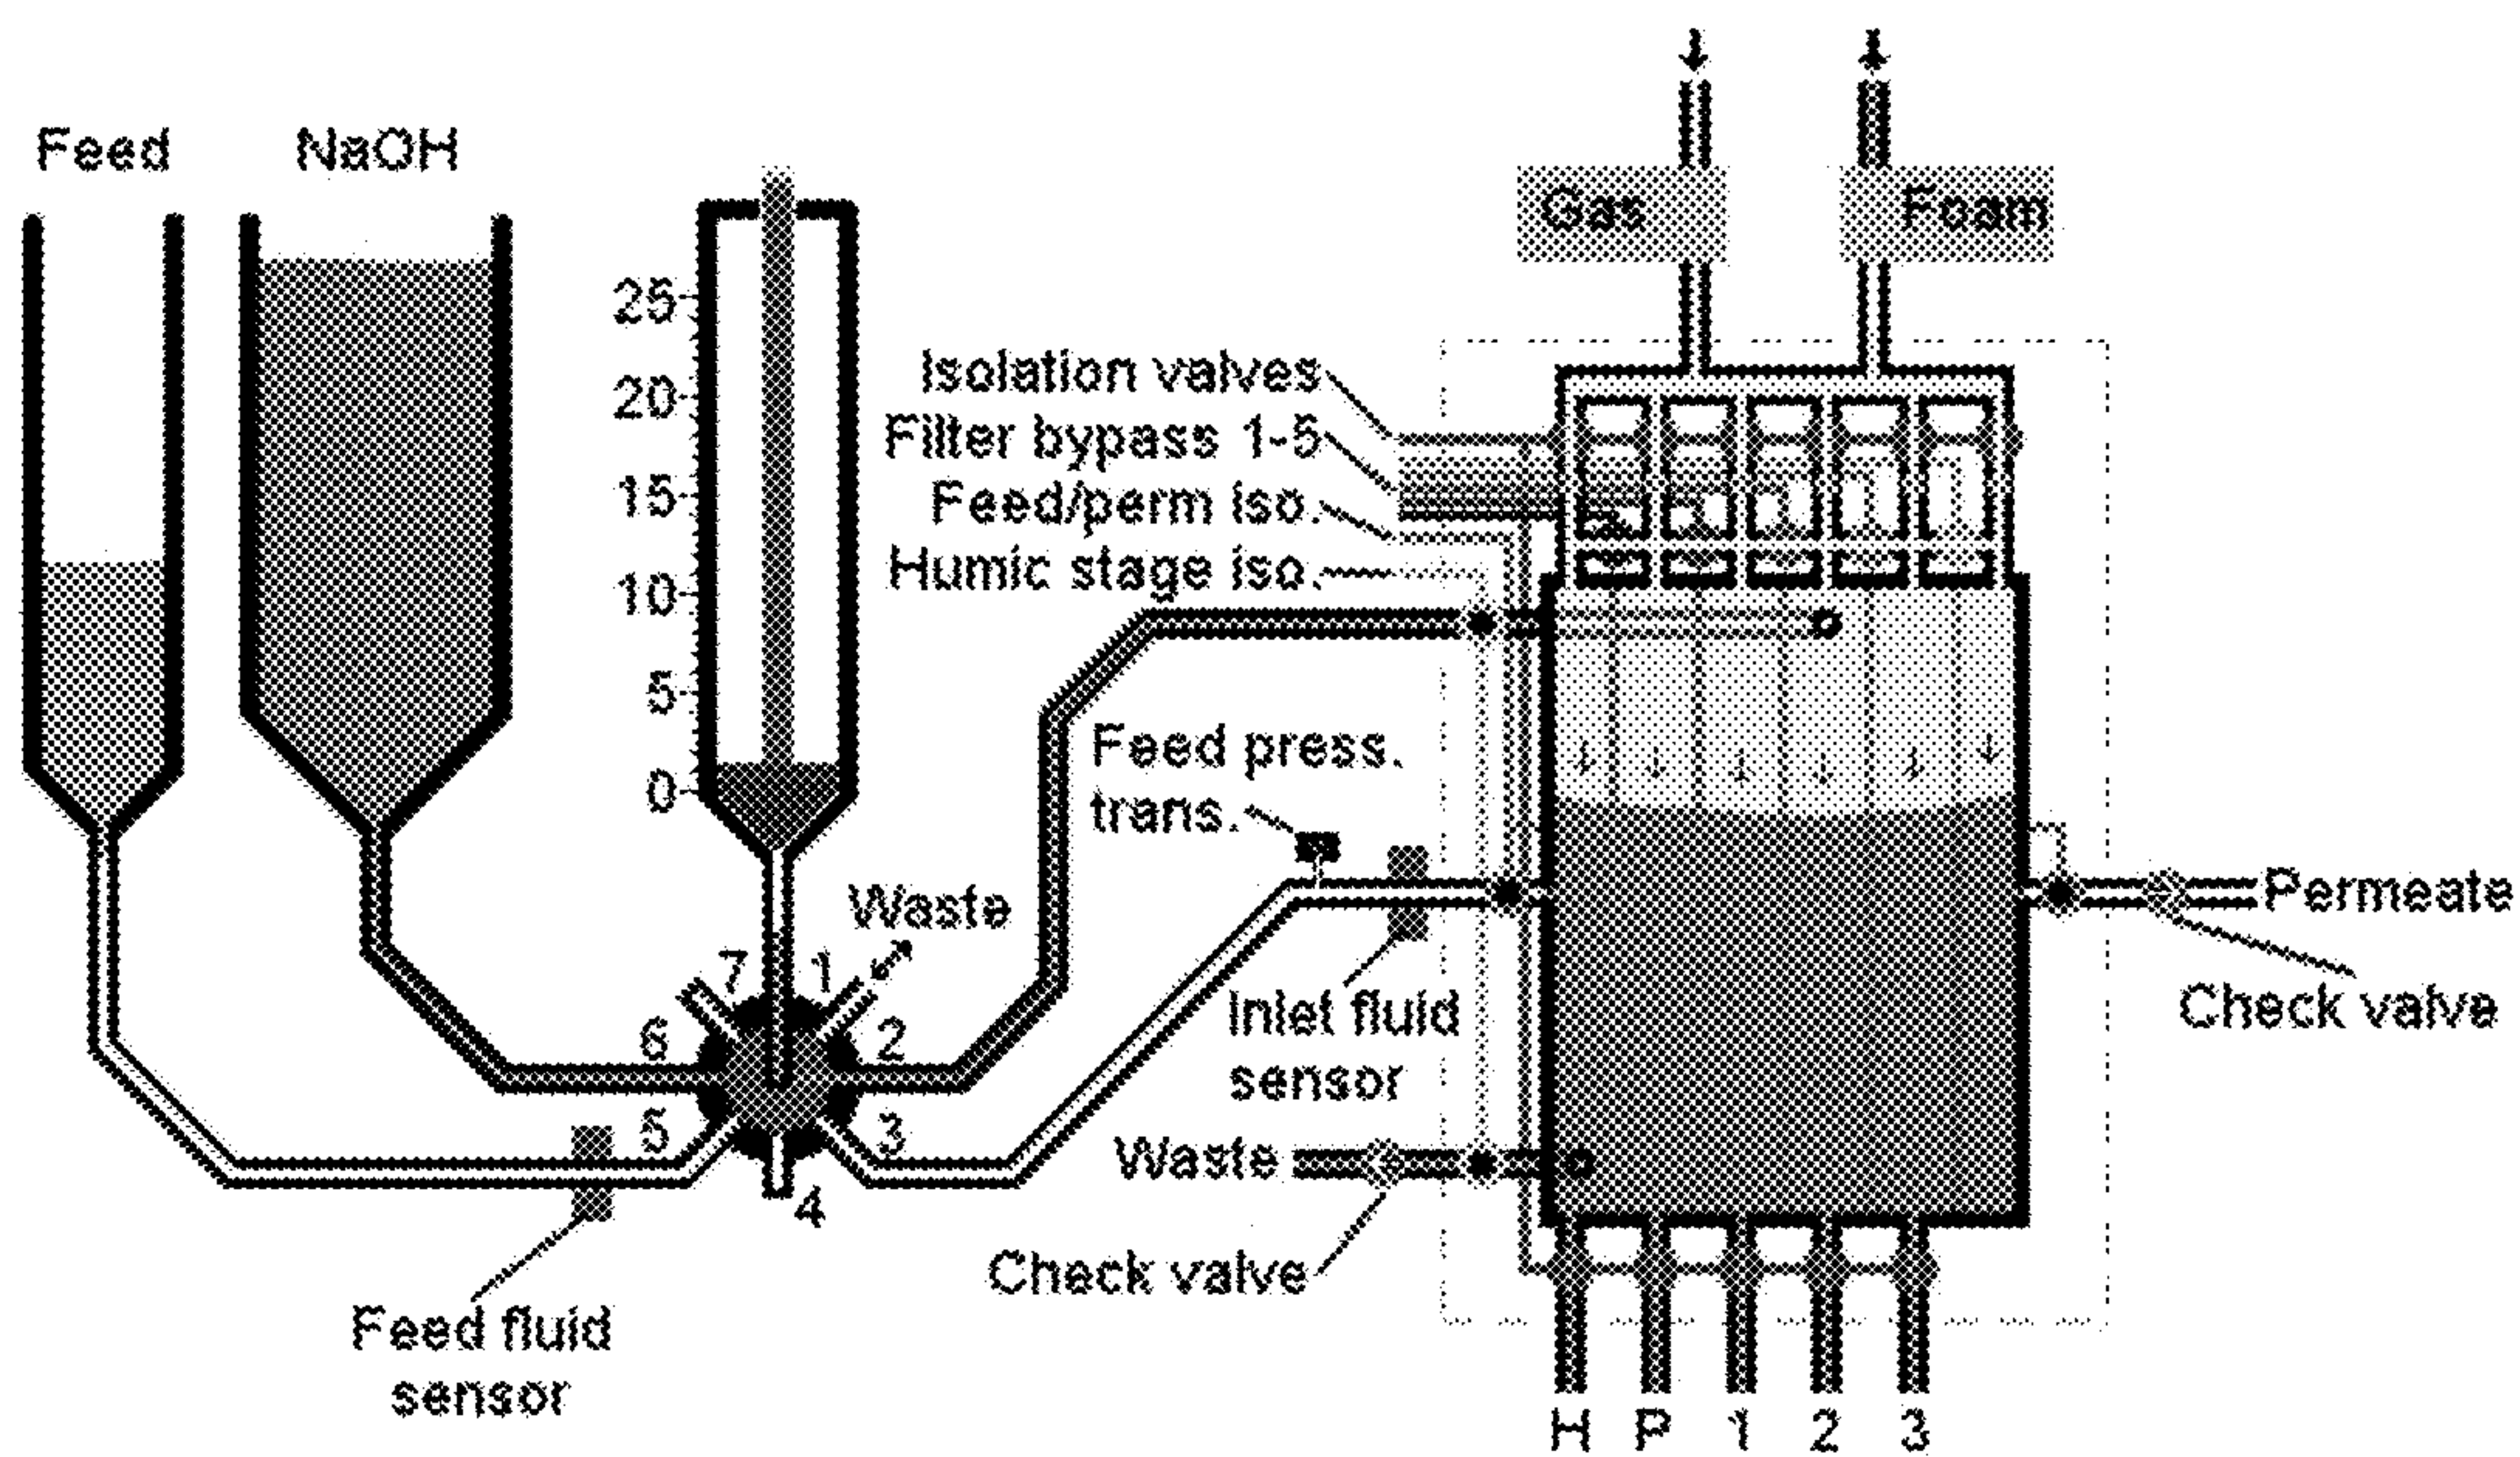 Feed
NaOH
Gas
Foam
25
20
15
10
5
0
Isolation valves
Filter bypass 1-5
Feed/perm iso.
Humic stage iso.
Feed press.
trans.
Waste
7
1
6
2
5
3
4
Inlet fluid
sensor
Permeate
Check valve
Waste
Check valve
Feed fluid
sensor
H P 1 2 3